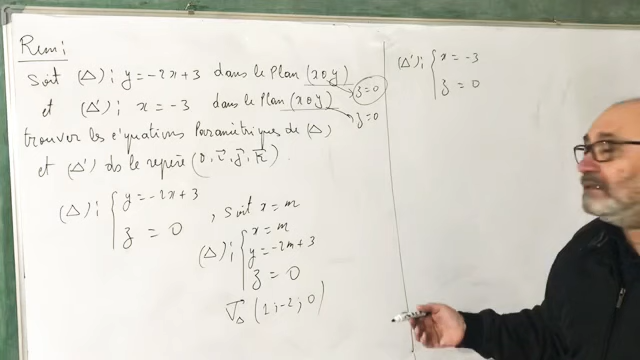 Rem:
Soit (Δ): y = -2x+3 dans le Plan (xoy) z=0
et (Δ'): x = -3 dans le Plan (xoy) z=0
trouver les équations Paramétriques de (Δ)
et (Δ') ds le repère (O, i, j, k).
(Δ): { y = -2x+3
z = 0 , soit x = m
(Δ): { x = m
y = -2m+3
z = 0
V_Δ (1; -2; 0)
(Δ'): { x = -3
z = 0